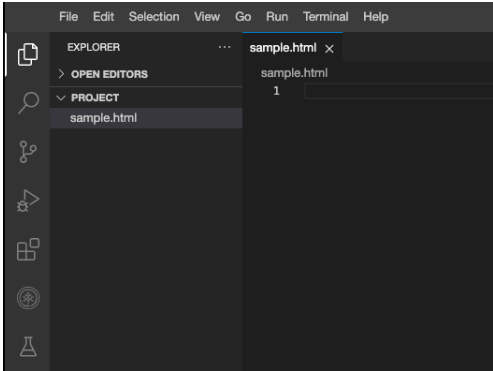 File Edit Selection View Go Run Terminal Help
EXPLORER ··· sample.html ×
> OPEN EDITORS sample.html
PROJECT 1
sample.html